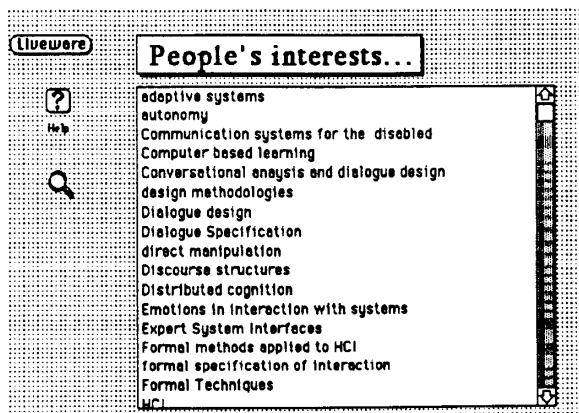 Liveware
People's interests...
?
Help
adaptive systems
autonomy
Communication systems for the disabled
Computer based learning
Conversational anaysis and dialogue design
design methodologies
Dialogue design
Dialogue Specification
direct manipulation
Discourse structures
Distributed cognition
Emotions in interaction with systems
Expert System Interfaces
Formal methods applied to HCI
formal specification of interaction
Formal Techniques
HCI